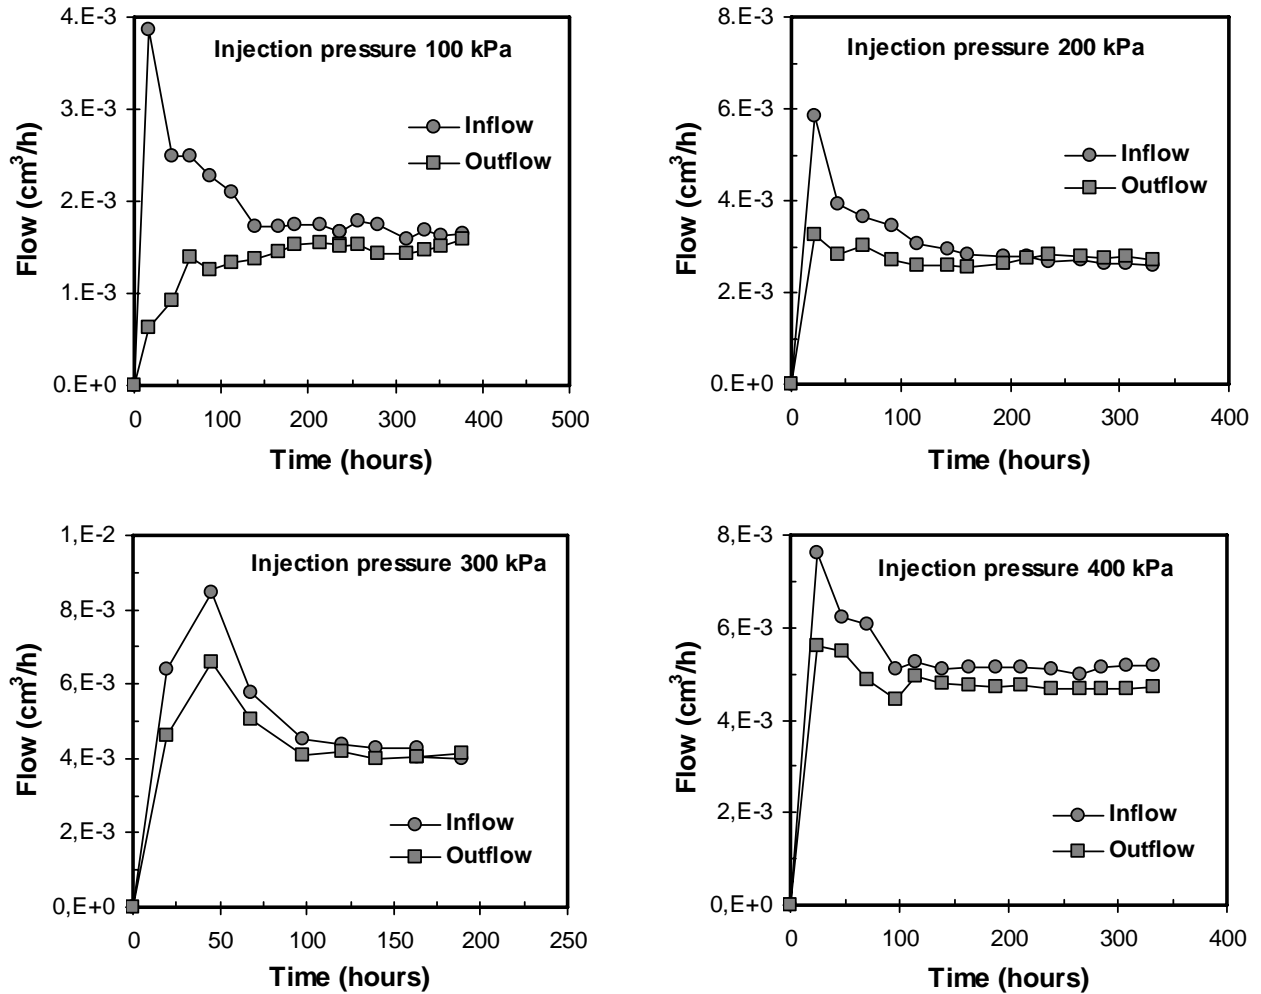 Injection pressure 100 kPa
4.E-3
3.E-3
2.E-3
1.E-3
0.E+0
Flow (cm³/h)
Inflow
Outflow
0 100 200 300 400 500
Time (hours)
Injection pressure 200 kPa
8.E-3
6.E-3
4.E-3
2.E-3
0.E+0
Flow (cm³/h)
Inflow
Outflow
0 100 200 300 400
Time (hours)
Injection pressure 300 kPa
1,E-2
8,E-3
6,E-3
4,E-3
2,E-3
0,E+0
Flow (cm³/h)
Inflow
Outflow
0 50 100 150 200 250
Time (hours)
Injection pressure 400 kPa
8,E-3
6,E-3
4,E-3
2,E-3
0,E+0
Flow (cm³/h)
Inflow
Outflow
0 100 200 300 400
Time (hours)